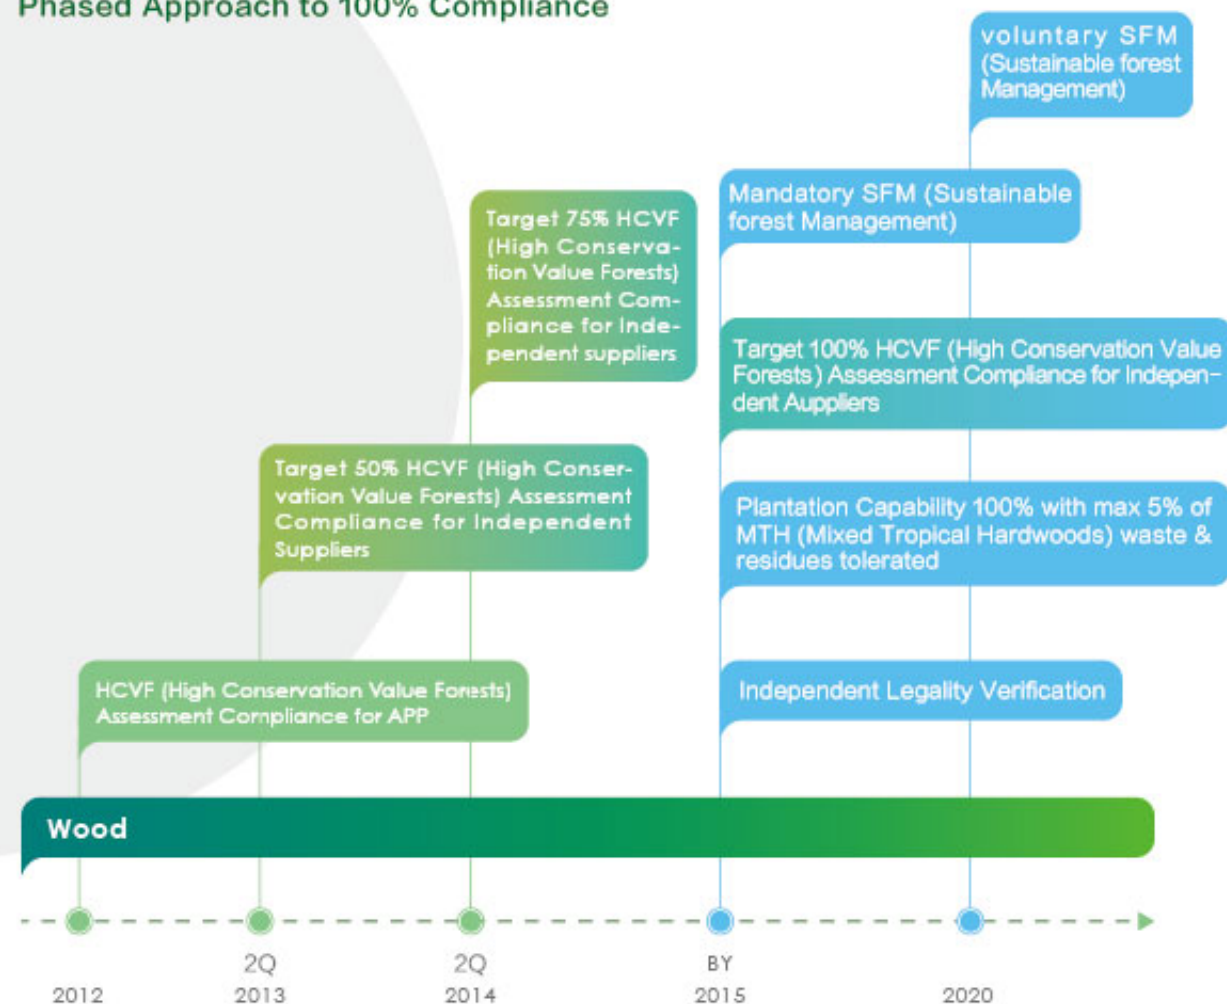 Phased Approach to 100% Compliance
voluntary SFM
(Sustainable forest
Management)
Mandatory SFM (Sustainable
forest Management)
Target 75% HCVF
(High Conserva-
tion Value Forests)
Assessment Com-
pliance for Inde-
pendent suppliers
Target 100% HCVF (High Conservation Value
Forests) Assessment Compliance for Indepen-
dent Auppliers
Target 50% HCVF (High Conser-
vation Value Forests) Assessment
Compliance for Independent
Suppliers
Plantation Capability 100% with max 5% of
MTH (Mixed Tropical Hardwoods) waste &
residues tolerated
HCVF (High Conservation Value Forests)
Assessment Compliance for APP
Independent Legality Verification
Wood
2012
2Q
2013
2Q
2014
BY
2015
2020